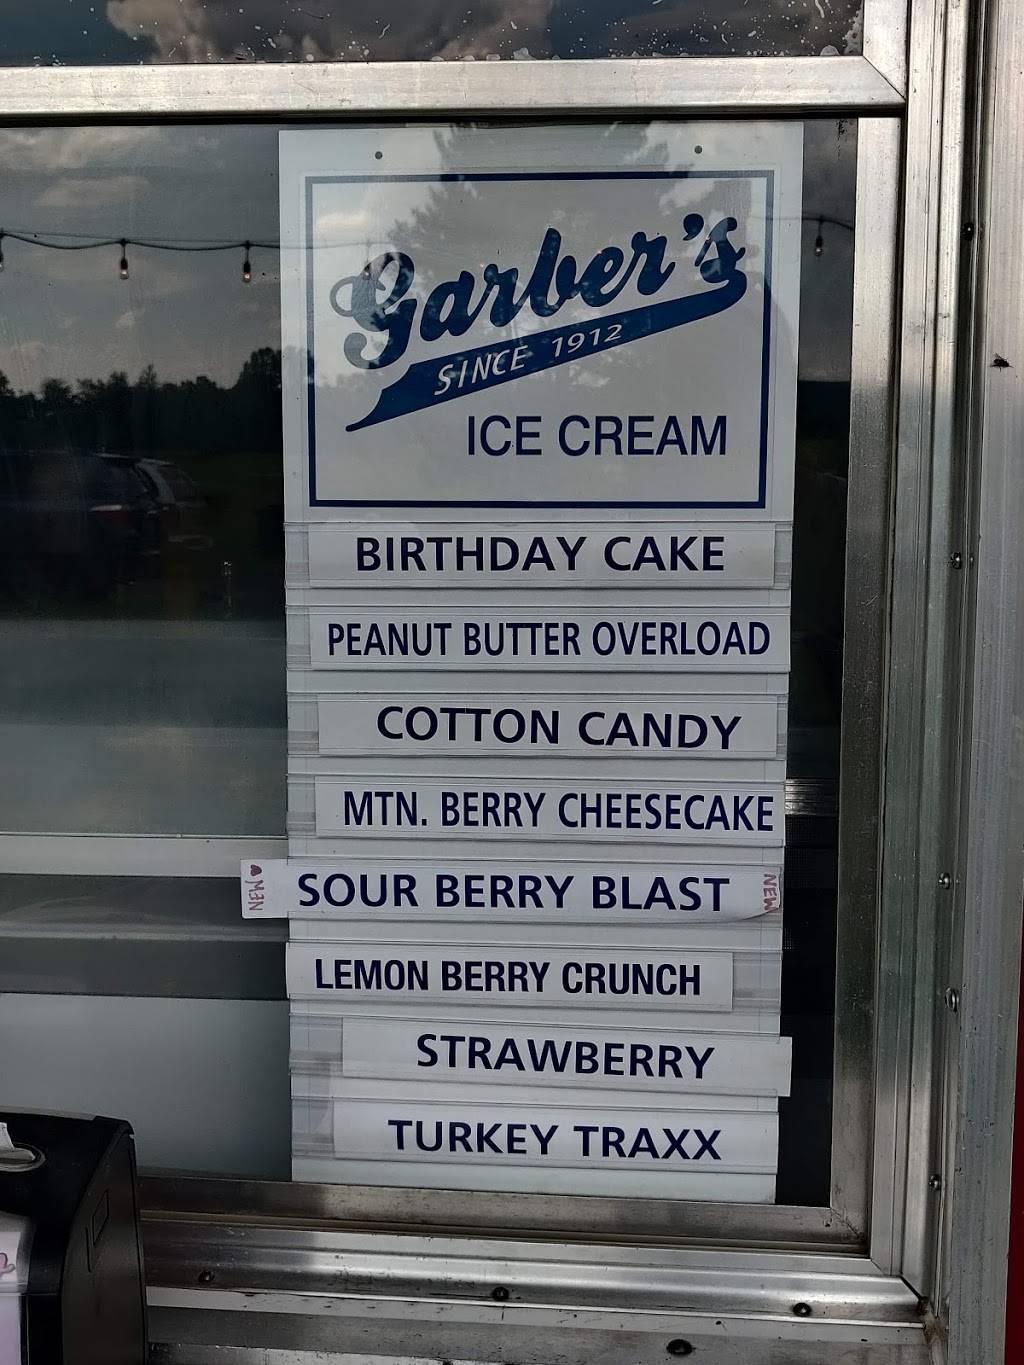 Garber's
SINCE 1912
ICE CREAM
BIRTHDAY CAKE
PEANUT BUTTER OVERLOAD
COTTON CANDY
MTN. BERRY CHEESECAKE
NEW SOUR BERRY BLAST NEW
LEMON BERRY CRUNCH
STRAWBERRY
TURKEY TRAXX